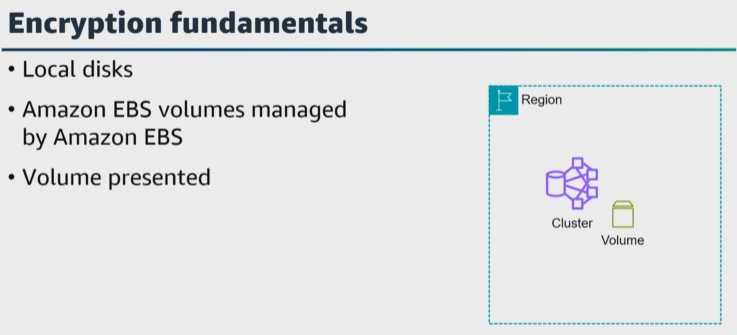 Encryption fundamentals
• Local disks
• Amazon EBS volumes managed
by Amazon EBS
• Volume presented
Region
Cluster
Volume